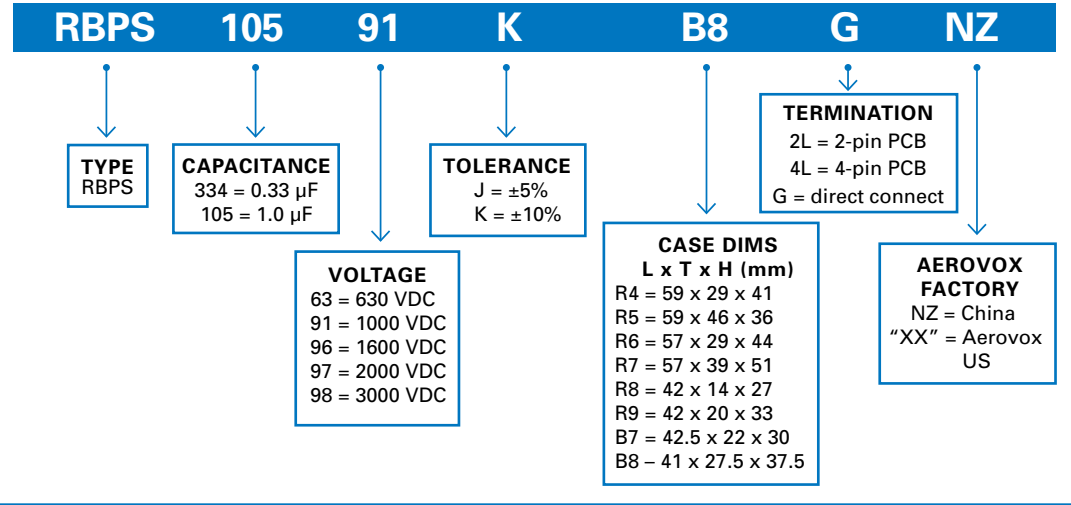 RBPS 105 91 K B8 G NZ
TYPE
RBPS
CAPACITANCE
334 = 0.33 µF
105 = 1.0 µF
VOLTAGE
63 = 630 VDC
91 = 1000 VDC
96 = 1600 VDC
97 = 2000 VDC
98 = 3000 VDC
TOLERANCE
J = ±5%
K = ±10%
CASE DIMS
L x T x H (mm)
R4 = 59 x 29 x 41
R5 = 59 x 46 x 36
R6 = 57 x 29 x 44
R7 = 57 x 39 x 51
R8 = 42 x 14 x 27
R9 = 42 x 20 x 33
B7 = 42.5 x 22 x 30
B8 – 41 x 27.5 x 37.5
TERMINATION
2L = 2-pin PCB
4L = 4-pin PCB
G = direct connect
AEROVOX
FACTORY
NZ = China
“XX” = Aerovox
US